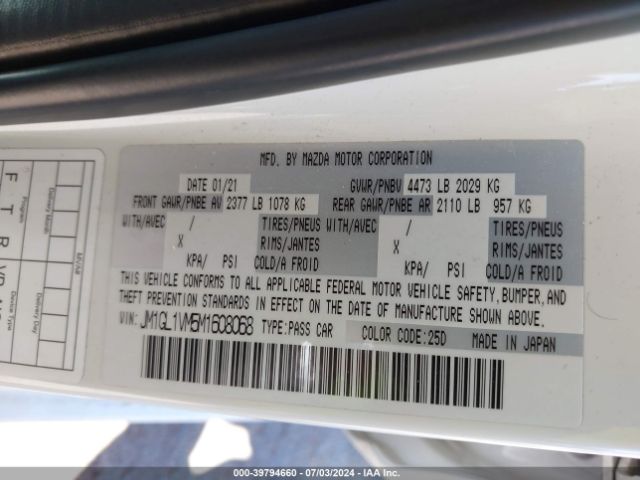 MFD. BY MAZDA MOTOR CORPORATION
DATE 01/21 GVWR/PNBV 4473 LB 2029 KG
FRONT GAWR/PNBE AV 2377 LB 1078 KG REAR GAWR/PNBE AR 2110 LB 957 KG
WITH/AVEC / TIRES/PNEUS WITH/AVEC / TIRES/PNEUS
X RIMS/JANTES X RIMS/JANTES
KPA/ PSI COLD/A FROID KPA/ PSI COLD/A FROID
THIS VEHICLE CONFORMS TO ALL APPLICABLE FEDERAL MOTOR VEHICLE SAFETY, BUMPER, AND
THEFT PREVENTION STANDARDS IN EFFECT ON THE DATE OF MANUFACTURE SHOWN ABOVE.
VIN: JM1GL1VM5M1608068 TYPE:PASS CAR COLOR CODE:25D MADE IN JAPAN
Program:
Delivery
Device Type
F T B
000-39794660 - 07/03/2024 - IAA Inc.